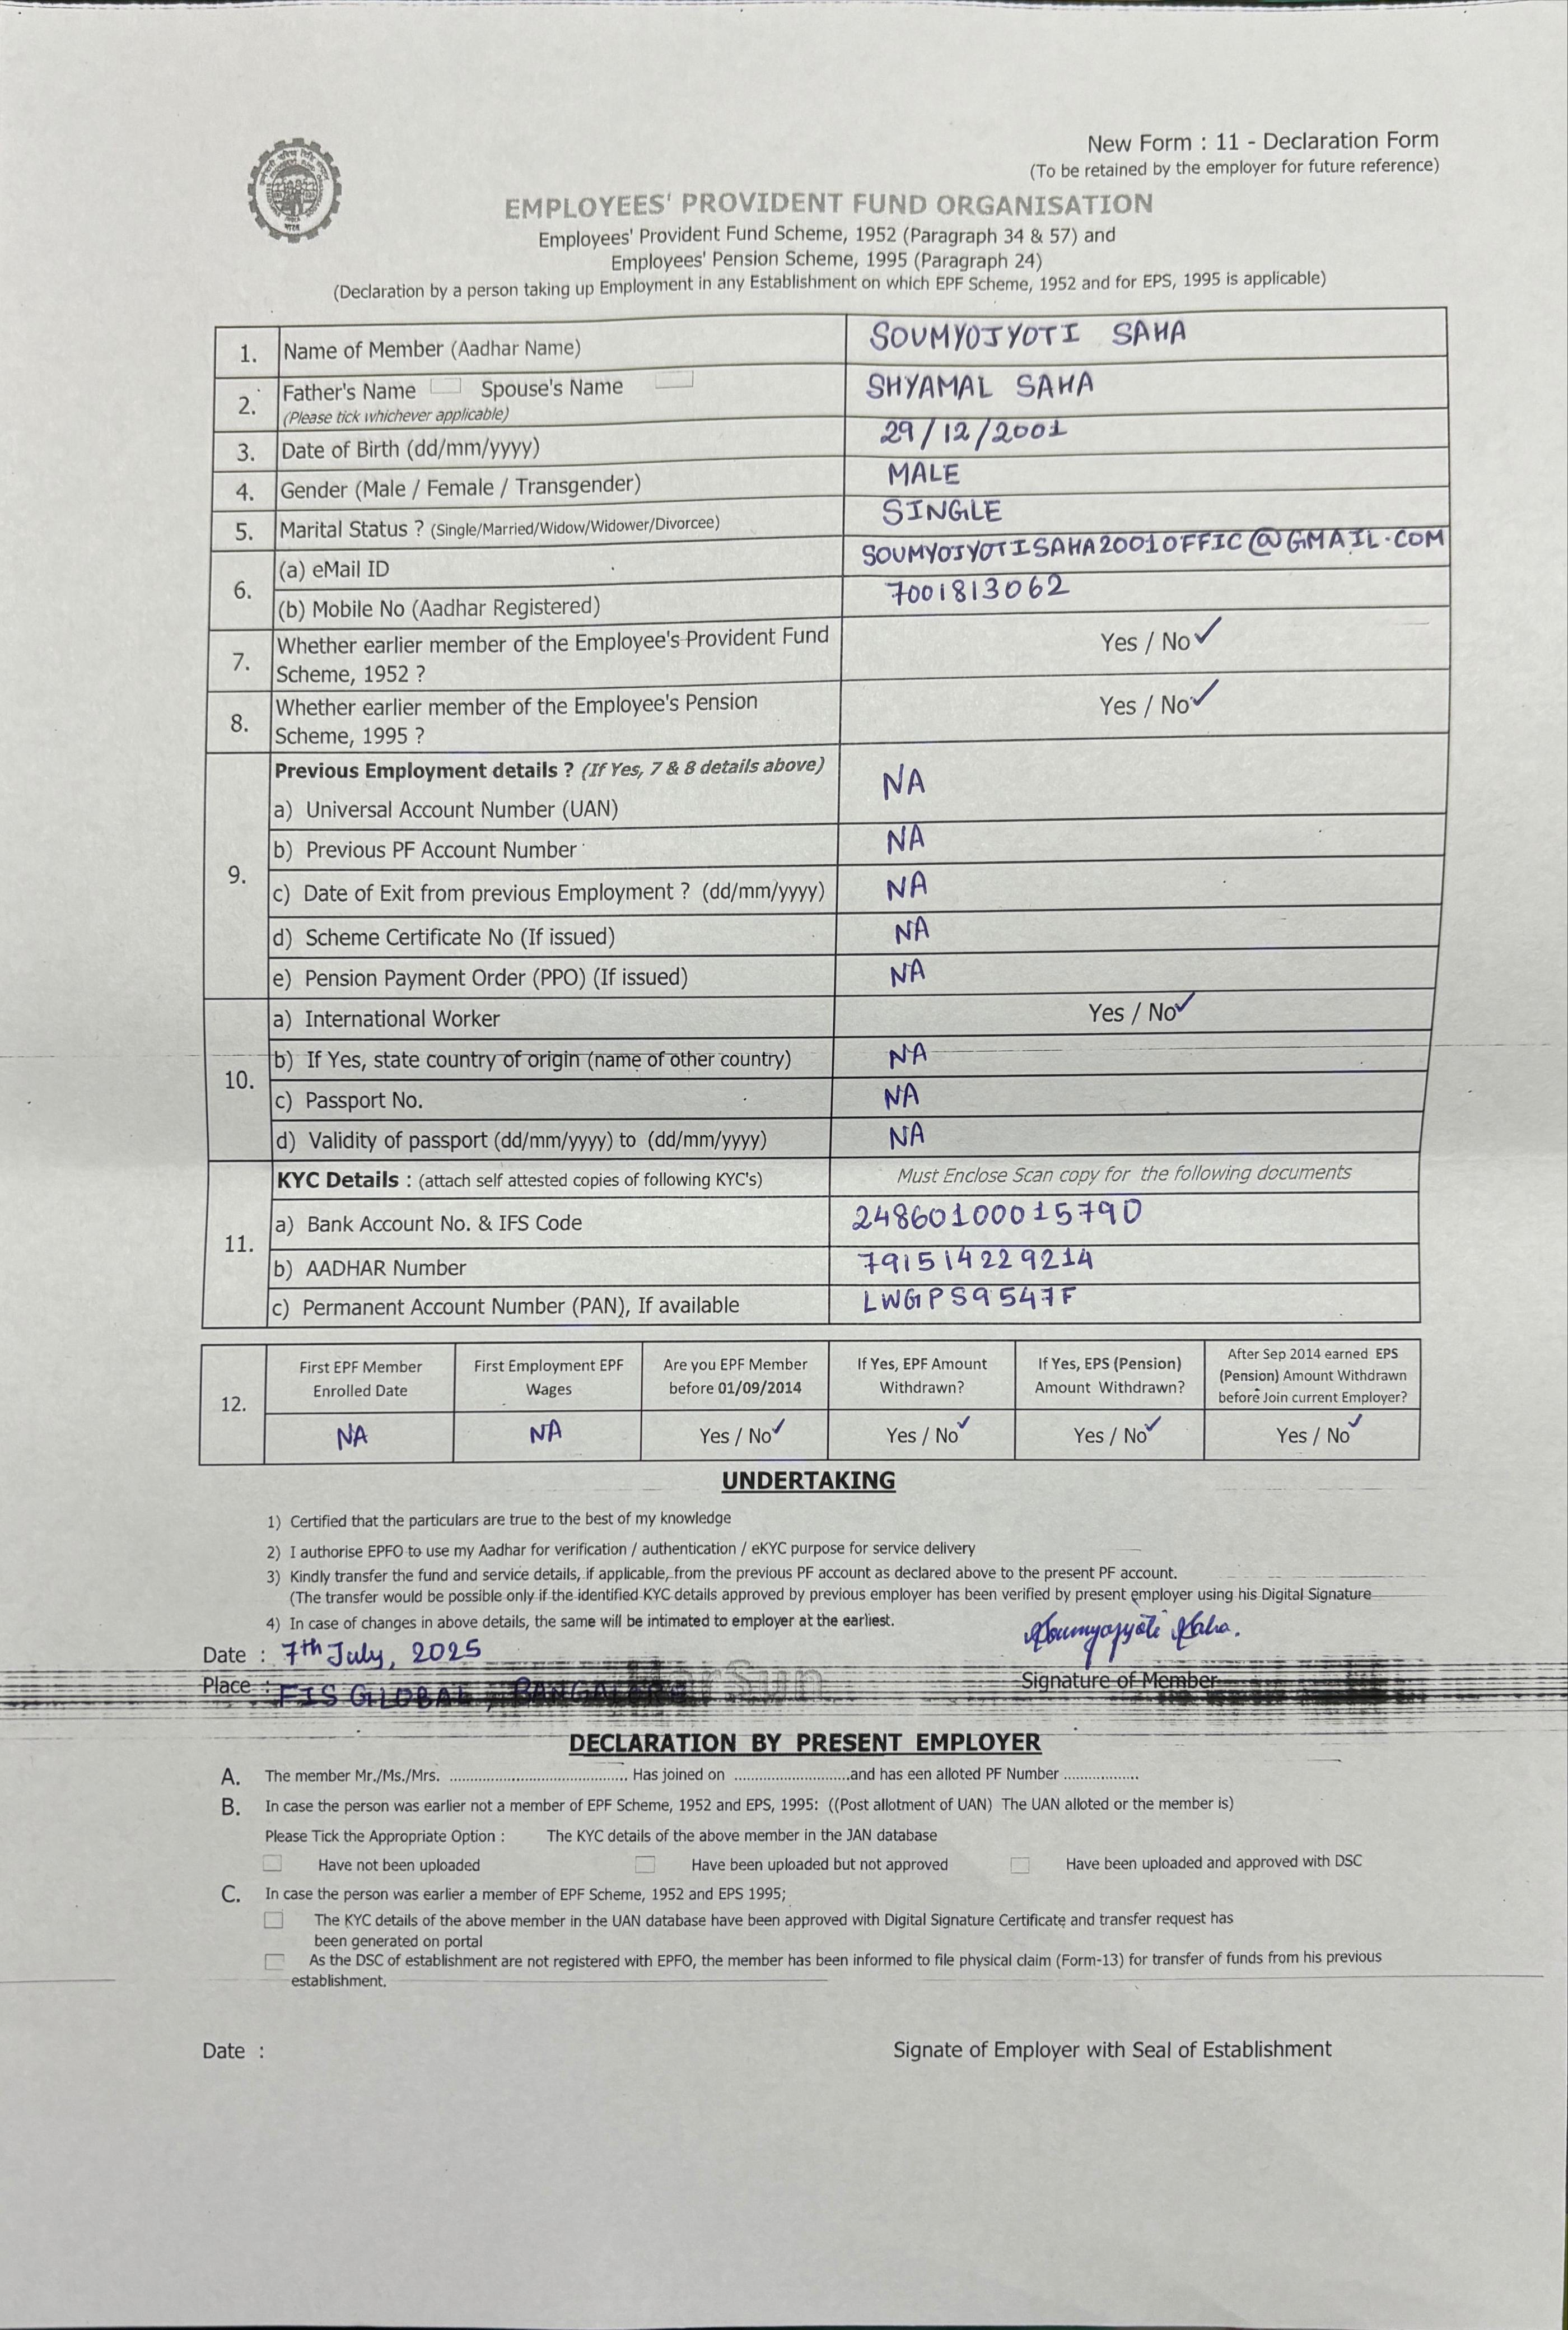 New Form : 11 - Declaration Form
(To be retained by the employer for future reference)
EMPLOYEES' PROVIDENT FUND ORGANISATION
Employees' Provident Fund Scheme, 1952 (Paragraph 34 & 57) and
Employees' Pension Scheme, 1995 (Paragraph 24)
(Declaration by a person taking up Employment in any Establishment on which EPF Scheme, 1952 and for EPS, 1995 is applicable)
1. Name of Member (Aadhar Name) SOUMYOJYOTI SAHA
2. Father's Name Spouse's Name SHYAMAL SAHA
(Please tick whichever applicable)
3. Date of Birth (dd/mm/yyyy) 29/12/2001
4. Gender (Male / Female / Transgender) MALE
5. Marital Status ? (Single/Married/Widow/Widower/Divorcee) SINGLE
6. (a) eMail ID SOUMYOJYOTISAHA2001OFFIC@GMAIL.COM
(b) Mobile No (Aadhar Registered) 7001813062
7. Whether earlier member of the Employee's Provident Fund Yes / No ✓
Scheme, 1952 ?
8. Whether earlier member of the Employee's Pension Yes / No ✓
Scheme, 1995 ?
9. Previous Employment details ? (If Yes, 7 & 8 details above)
a) Universal Account Number (UAN) NA
b) Previous PF Account Number NA
c) Date of Exit from previous Employment ? (dd/mm/yyyy) NA
d) Scheme Certificate No (If issued) NA
e) Pension Payment Order (PPO) (If issued) NA
10. a) International Worker Yes / No ✓
b) If Yes, state country of origin (name of other country) NA
c) Passport No. NA
d) Validity of passport (dd/mm/yyyy) to (dd/mm/yyyy) NA
11. KYC Details : (attach self attested copies of following KYC's) Must Enclose Scan copy for the following documents
a) Bank Account No. & IFS Code 24860100015790
b) AADHAR Number 791514229214
c) Permanent Account Number (PAN), If available LWGPS9547F
12. First EPF Member Enrolled Date First Employment EPF Wages Are you EPF Member before 01/09/2014 If Yes, EPF Amount Withdrawn? If Yes, EPS (Pension) Amount Withdrawn? After Sep 2014 earned EPS (Pension) Amount Withdrawn before Join current Employer?
NA NA Yes / No ✓ Yes / No ✓ Yes / No ✓ Yes / No ✓
UNDERTAKING
1) Certified that the particulars are true to the best of my knowledge
2) I authorise EPFO to use my Aadhar for verification / authentication / eKYC purpose for service delivery
3) Kindly transfer the fund and service details, if applicable, from the previous PF account as declared above to the present PF account.
(The transfer would be possible only if the identified KYC details approved by previous employer has been verified by present employer using his Digital Signature
4) In case of changes in above details, the same will be intimated to employer at the earliest.
Soumyojyoti Saha.
Date : 7th July, 2025
Place : FIS GLOBAL, BANGALORE Signature of Member
DECLARATION BY PRESENT EMPLOYER
A. The member Mr./Ms./Mrs. .................................... Has joined on ..........................and has een alloted PF Number .................
B. In case the person was earlier not a member of EPF Scheme, 1952 and EPS, 1995: ((Post allotment of UAN) The UAN alloted or the member is)
Please Tick the Appropriate Option : The KYC details of the above member in the JAN database
Have not been uploaded Have been uploaded but not approved Have been uploaded and approved with DSC
C. In case the person was earlier a member of EPF Scheme, 1952 and EPS 1995;
The KYC details of the above member in the UAN database have been approved with Digital Signature Certificate and transfer request has
been generated on portal
As the DSC of establishment are not registered with EPFO, the member has been informed to file physical claim (Form-13) for transfer of funds from his previous
establishment.
Date : Signate of Employer with Seal of Establishment